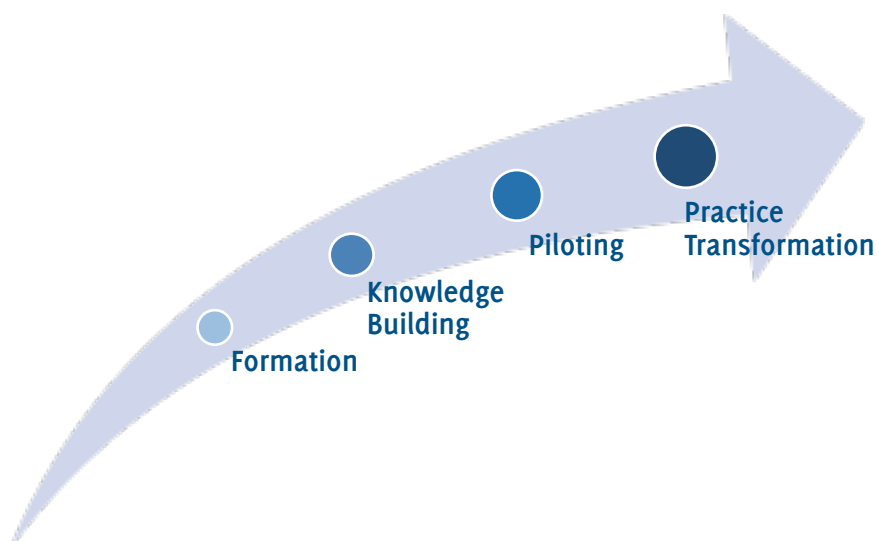 Formation
Knowledge
Building
Piloting
Practice
Transformation